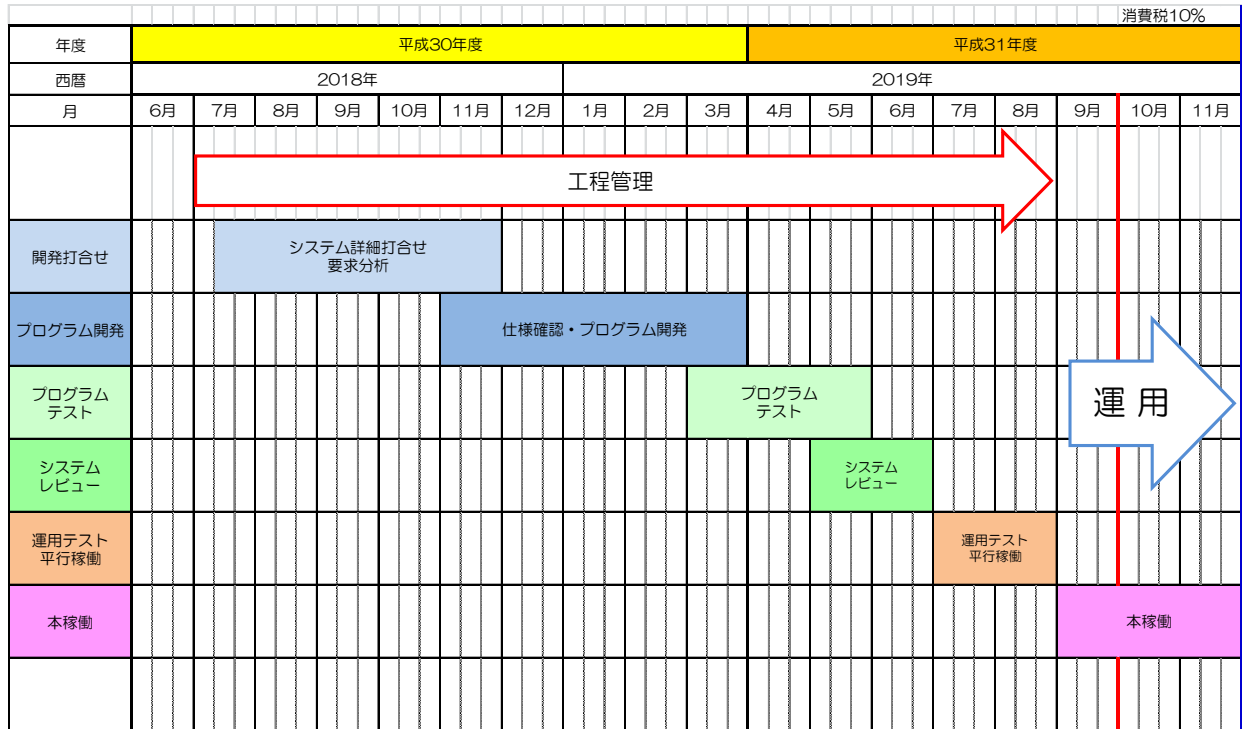 消費税10%
年度 平成30年度 平成31年度
西暦 2018年 2019年
月 6月 7月 8月 9月 10月 11月 12月 1月 2月 3月 4月 5月 6月 7月 8月 9月 10月 11月
工程管理
開発打合せ
システム詳細打合せ
要求分析
プログラム開発
仕様確認・プログラム開発
プログラム
テスト
プログラム
テスト
運 用
システム
レビュー
システム
レビュー
運用テスト
平行稼働
運用テスト
平行稼働
本稼働
本稼働